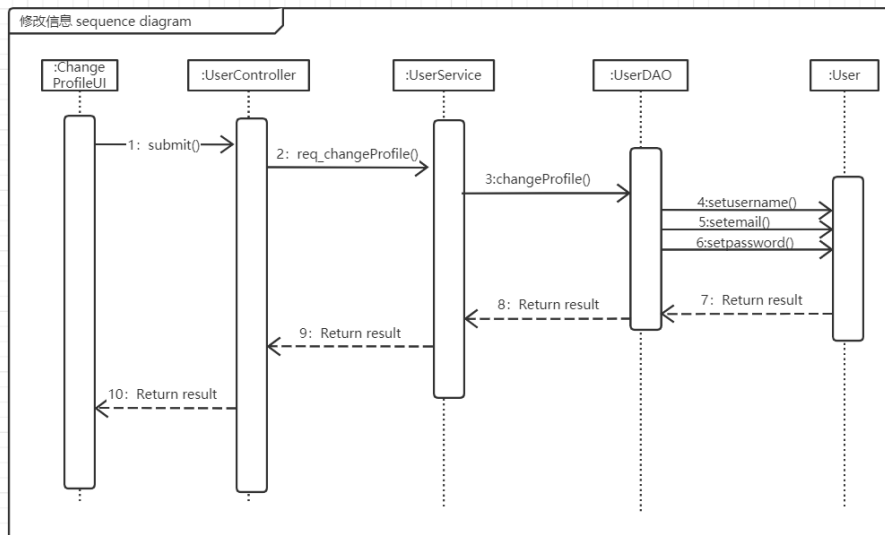 修改信息 sequence diagram
:Change
ProfileUI
:UserController
:UserService
:UserDAO
:User
1： submit()
2：req_changeProfile()
3:changeProfile()
4:setusername()
5:setemail()
6:setpassword()
7： Return result
8： Return result
9：Return result
10：Return result